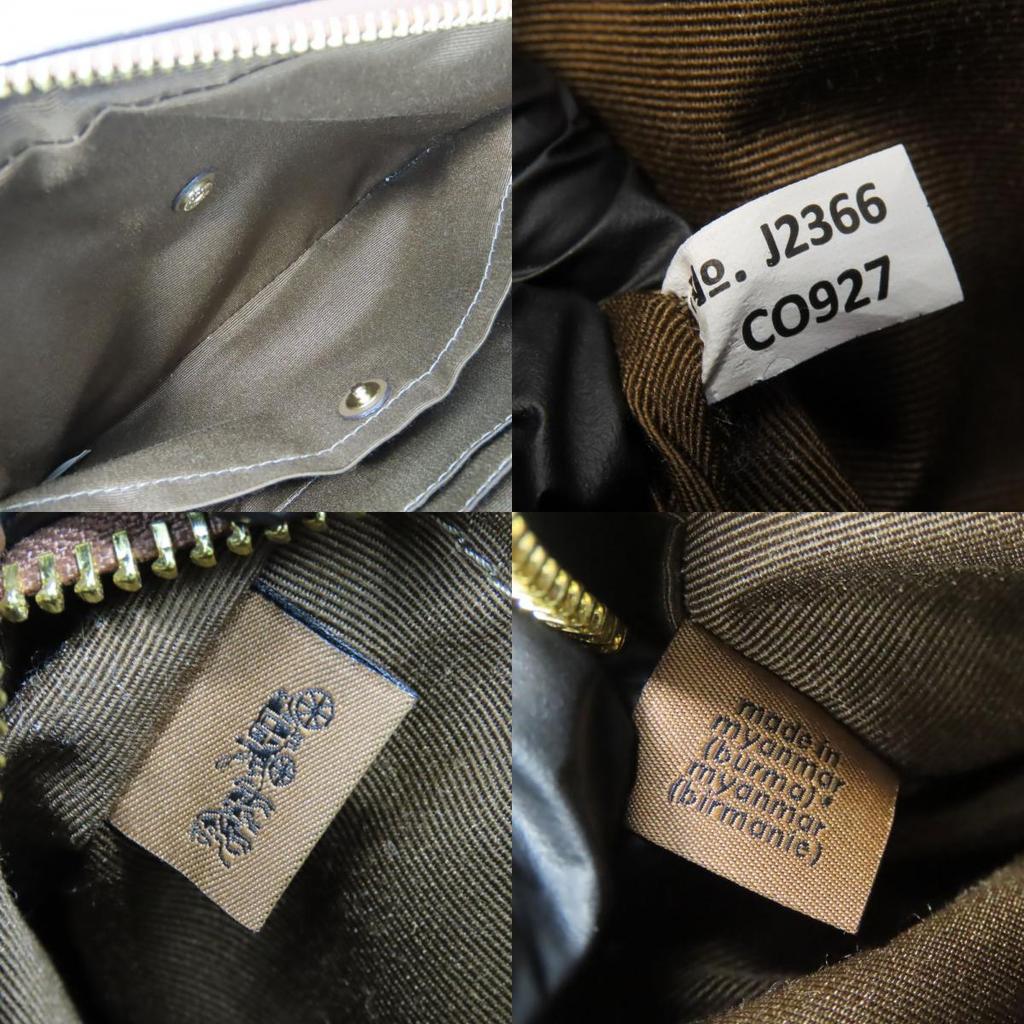 No. J2366
CO927
made in
myanmar
(burma) •
myanmar
(birmanie)